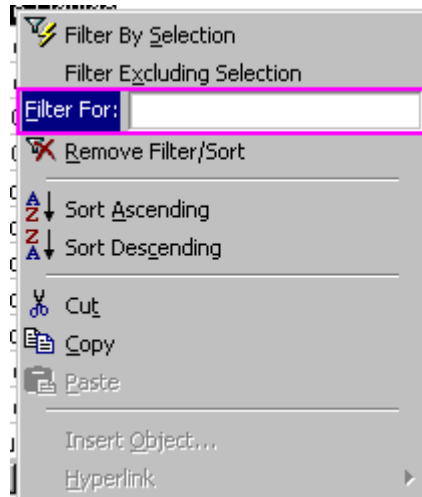 Filter By Selection
Filter Excluding Selection
Filter For:
Remove Filter/Sort
Sort Ascending
Sort Descending
Cut
Copy
Paste
Insert Object...
Hyperlink